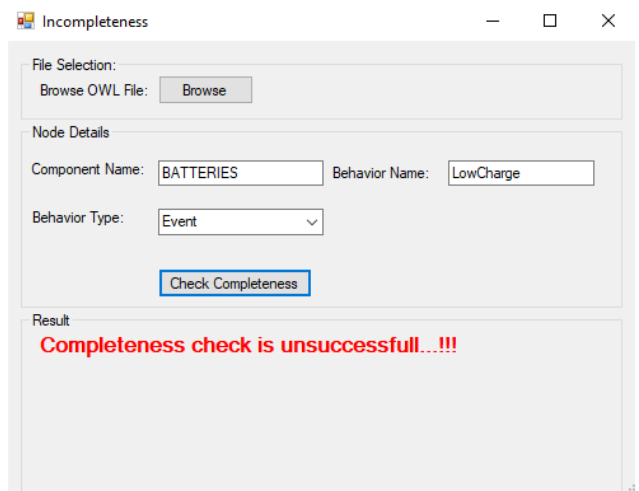 Incompleteness
File Selection:
Browse OWL File: Browse
Node Details
Component Name: BATTERIES Behavior Name: LowCharge
Behavior Type: Event
Check Completeness
Result
Completeness check is unsuccessfull...!!!